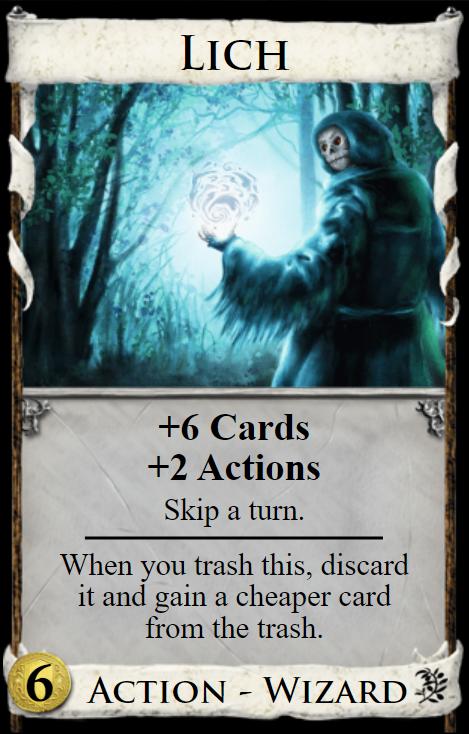 LICH
+6 Cards
+2 Actions
Skip a turn.
When you trash this, discard
it and gain a cheaper card
from the trash.
6
ACTION - WIZARD